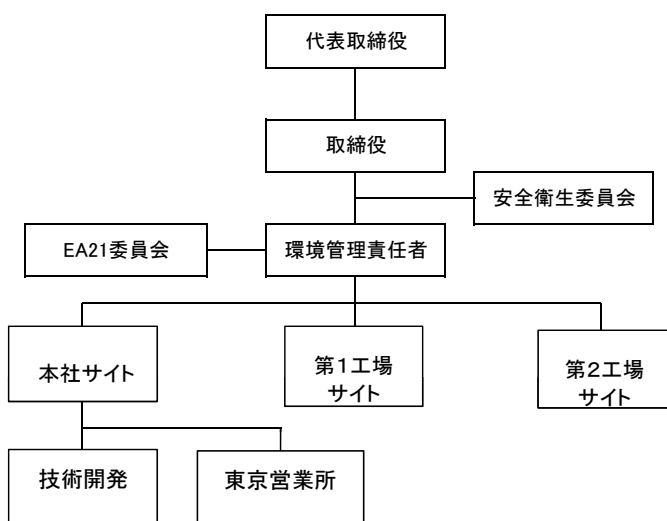 代表取締役
取締役
安全衛生委員会
EA21委員会
環境管理責任者
本社サイト
第１工場
サイト
第２工場
サイト
技術開発
東京営業所